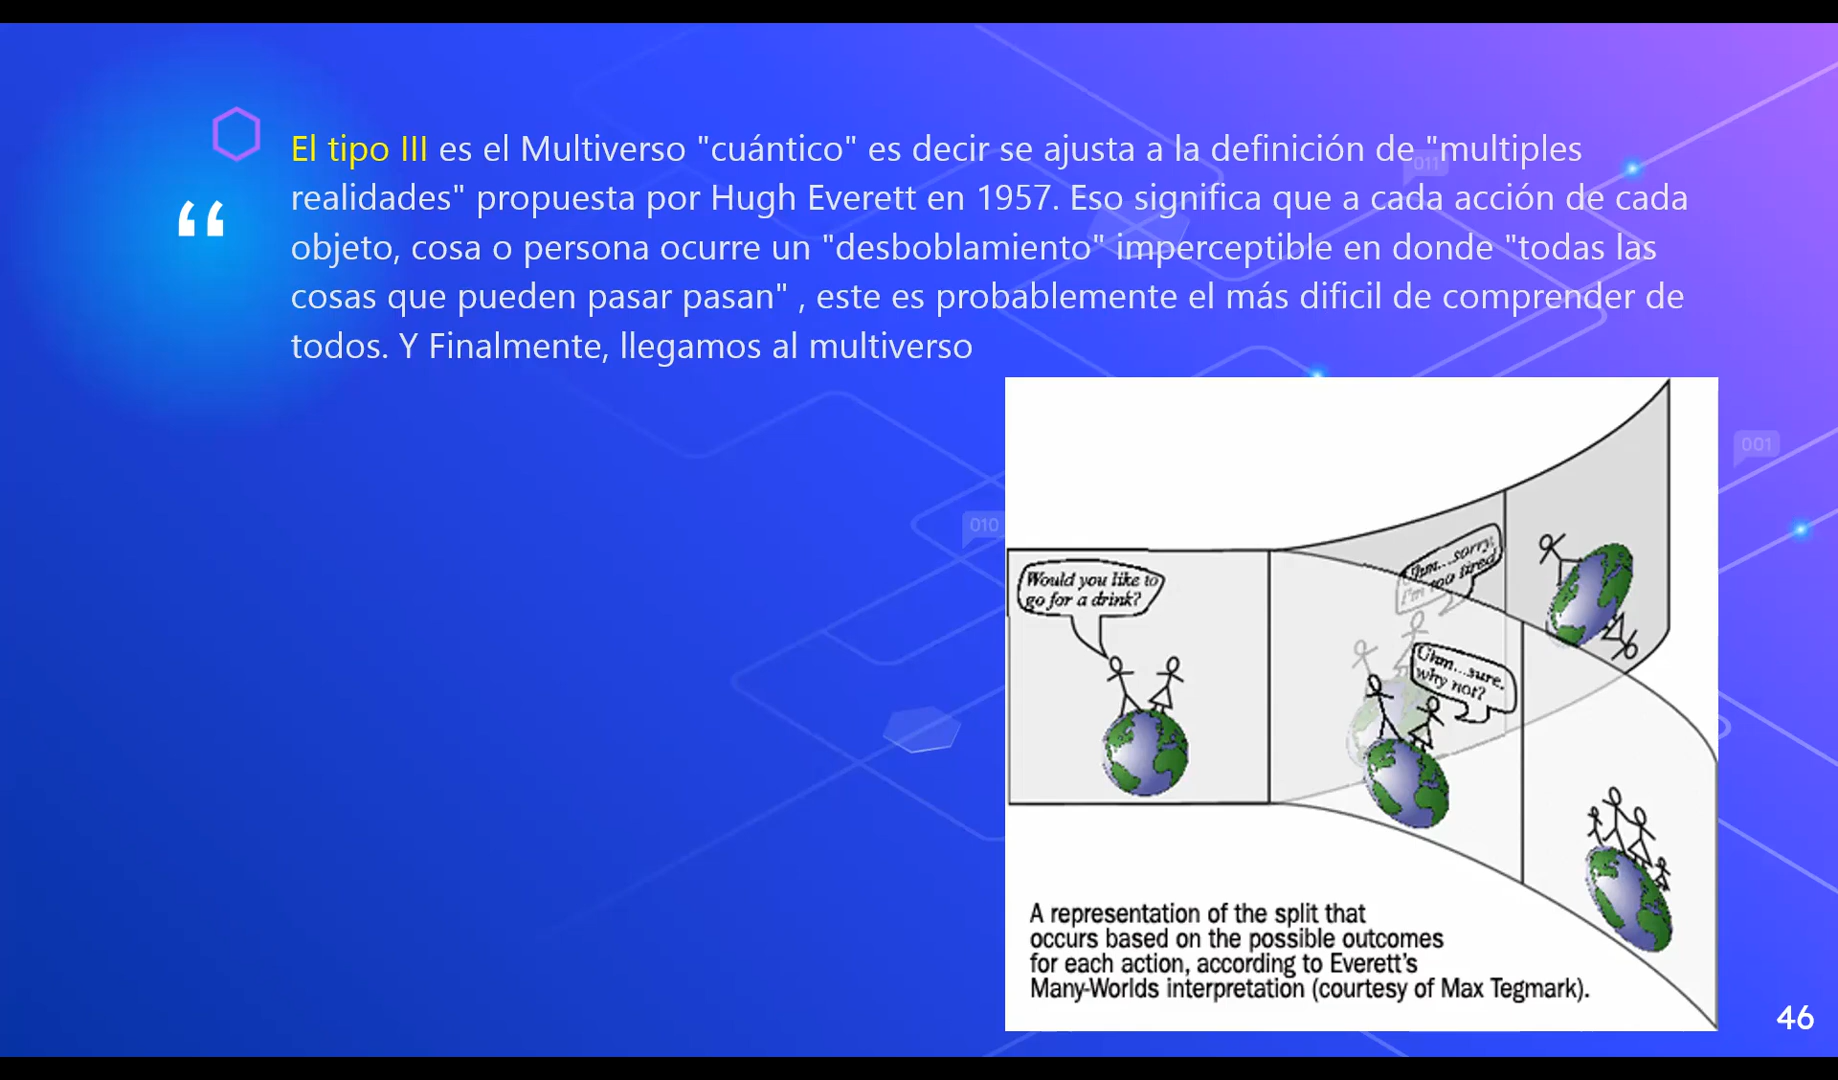 El tipo III es el Multiverso "cuántico" es decir se ajusta a la definición de "multiples
realidades" propuesta por Hugh Everett en 1957. Eso significa que a cada acción de cada
objeto, cosa o persona ocurre un "desboblamiento" imperceptible en donde "todas las
cosas que pueden pasar pasan" , este es probablemente el más dificil de comprender de
todos. Y Finalmente, llegamos al multiverso
011
001
010
Would you like to
go for a drink?
Uhm...sorry,
I'm too tired
Uhm...sure,
why not?
A representation of the split that
occurs based on the possible outcomes
for each action, according to Everett's
Many-Worlds interpretation (courtesy of Max Tegmark).
46